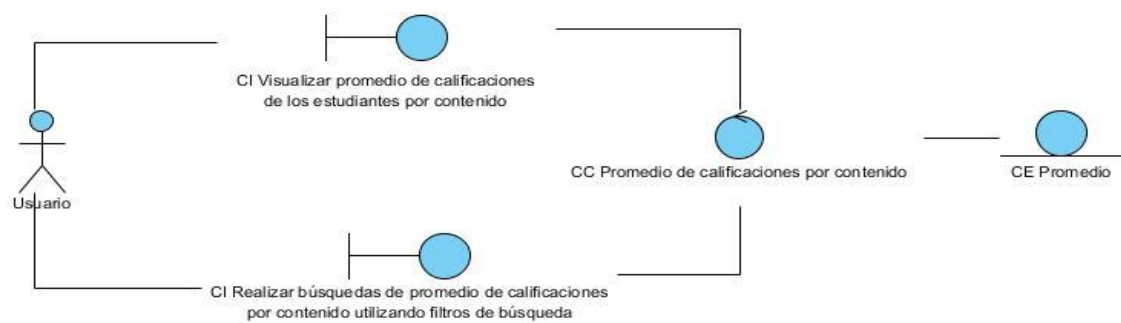 CI Visualizar promedio de calificaciones
de los estudiantes por contenido
Usuario
CC Promedio de calificaciones por contenido
CE Promedio
CI Realizar búsquedas de promedio de calificaciones
por contenido utilizando filtros de búsqueda